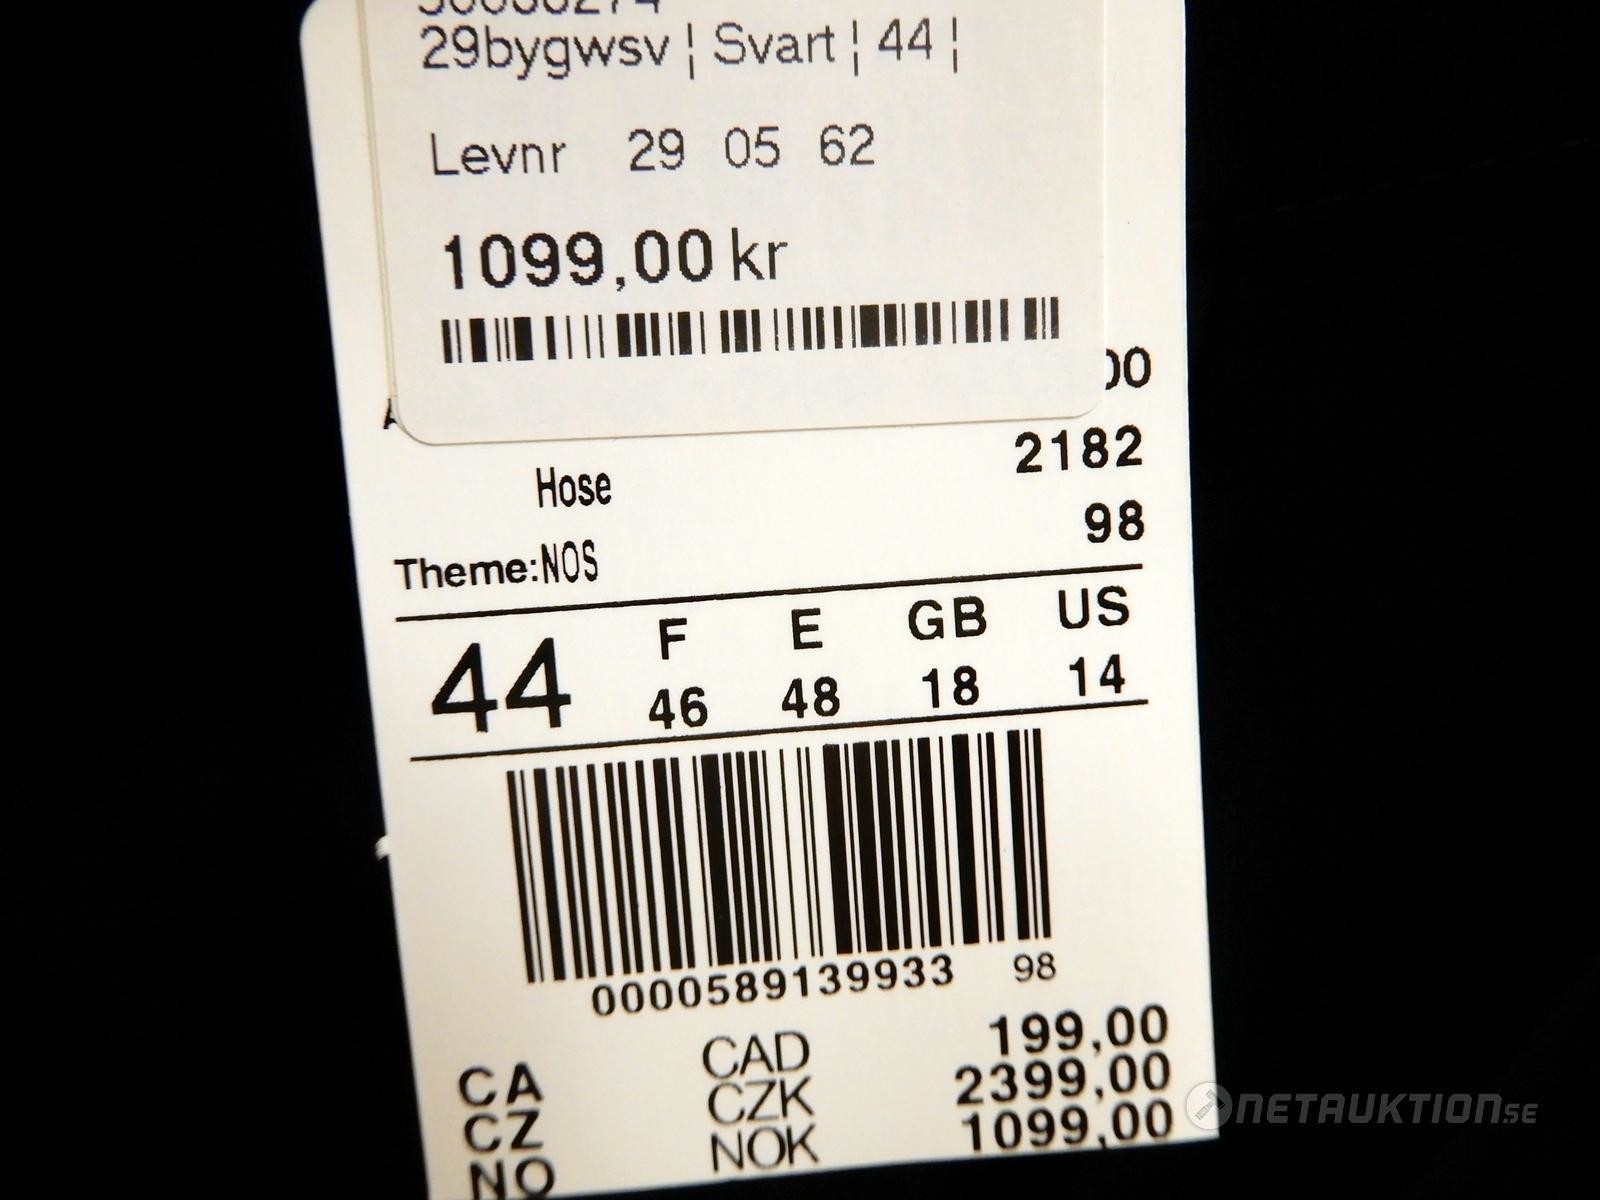 29bygwsv ¦ Svart ¦ 44 ¦
Levnr 29 05 62
1099,00 kr
00
2182
Hose
98
Theme:NOS
44 F E GB US
46 48 18 14
0000589139933 98
CA CAD 199,00
CZ CZK 2399,00
NO NOK 1099,00
NETAUKTION.SE